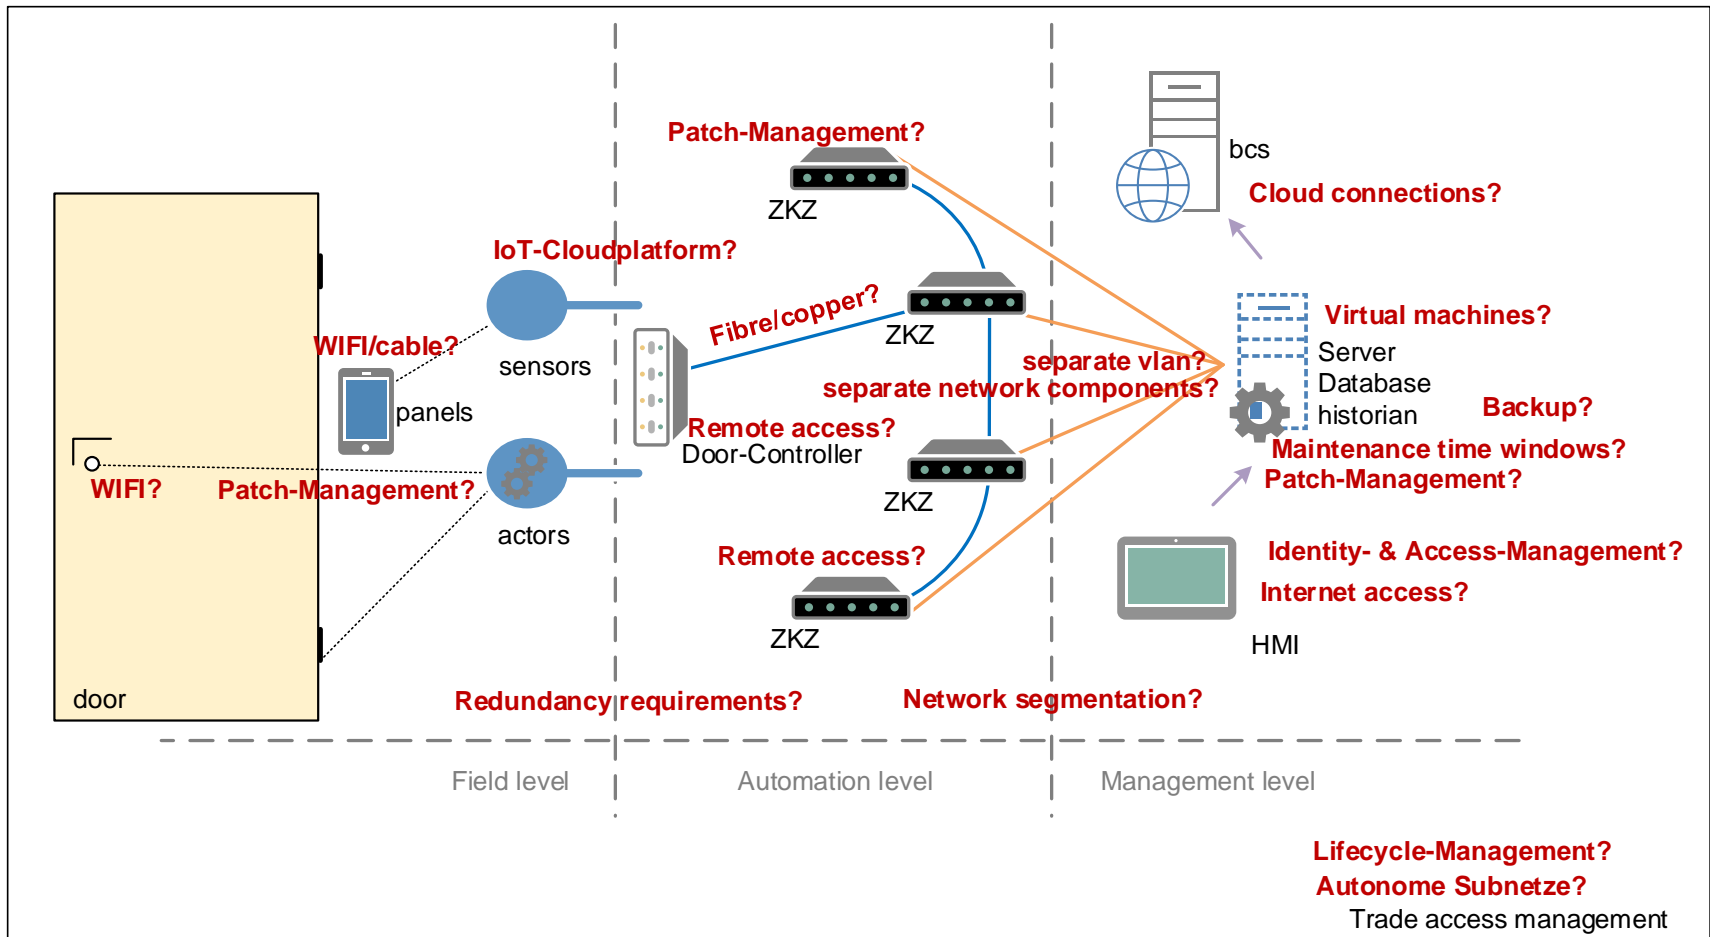 Patch-Management?
ZKZ
bcs
Cloud connections?
IoT-Cloudplatform?
sensors
WIFI/cable?
panels
Fibre/copper?
ZKZ
separate vlan?
separate network components?
Virtual machines?
Server
Database
historian
Backup?
Remote access?
Door-Controller
Maintenance time windows?
Patch-Management?
WIFI?
Patch-Management?
actors
ZKZ
Remote access?
ZKZ
Identity- & Access-Management?
Internet access?
HMI
door
Redundancy requirements?
Network segmentation?
Field level
Automation level
Management level
Lifecycle-Management?
Autonome Subnetze?
Trade access management